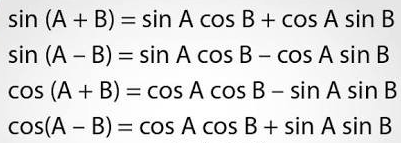 sin (A + B) = sin A cos B + cos A sin B
sin (A – B) = sin A cos B – cos A sin B
cos (A + B) = cos A cos B – sin A sin B
cos(A – B) = cos A cos B + sin A sin B